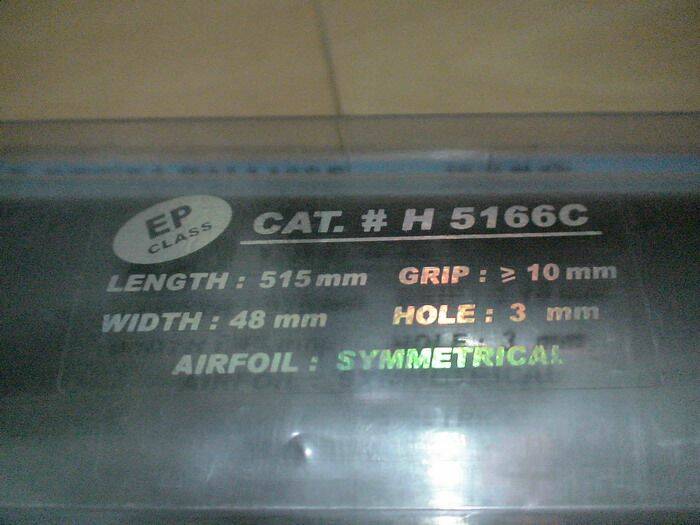 EP
CLASS
CAT. # H 5166C
LENGTH : 515 mm GRIP : ≥ 10 mm
WIDTH : 48 mm HOLE : 3 mm
AIRFOIL : SYMMETRICAL